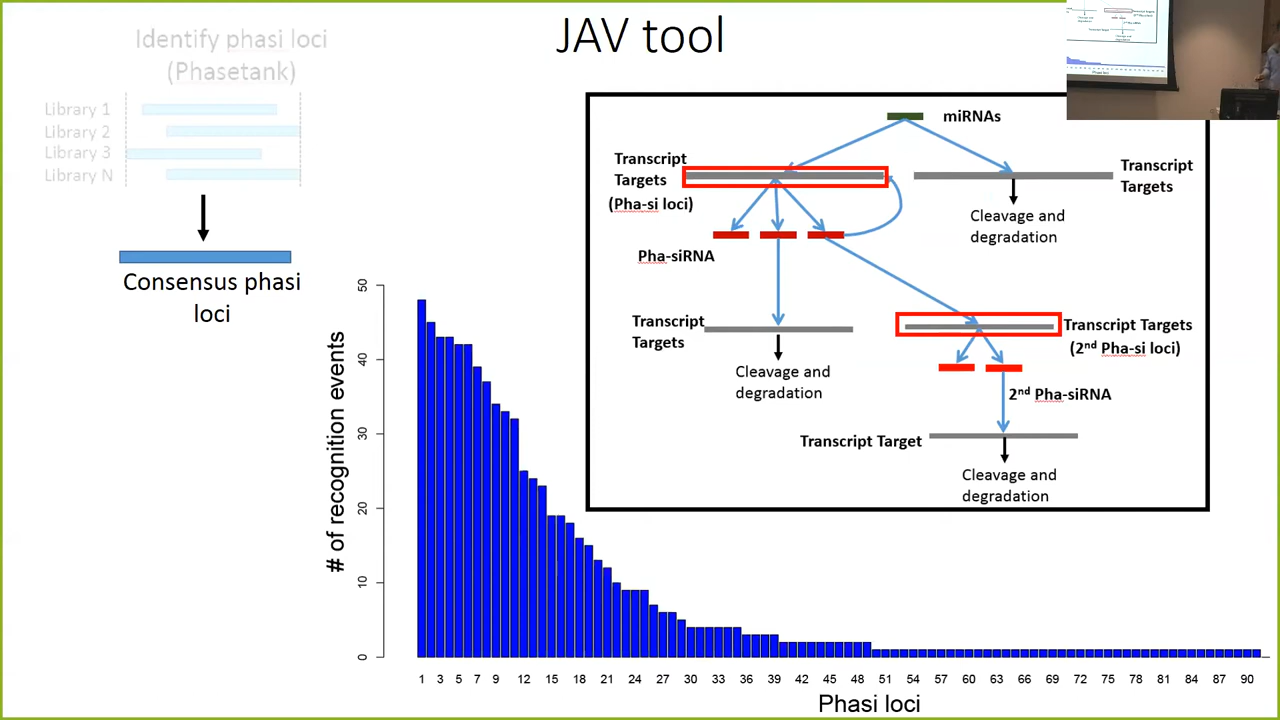 JAV tool
Identify phasi loci
(Phasetank)
Library 1
Library 2
Library 3
Library N
Consensus phasi
loci
miRNAs
Transcript
Targets
(Pha-si loci)
Transcript
Targets
Cleavage and
degradation
Pha-siRNA
Transcript
Targets
Cleavage and
degradation
Transcript Targets
(2nd Pha-si loci)
2nd Pha-siRNA
Transcript Target
Cleavage and
degradation
# of recognition events
50
40
30
20
10
0
1 3 5 7 9 12 15 18 21 24 27 30 33 36 39 42 45 48 51 54 57 60 63 66 69 72 75 78 81 84 87 90
Phasi loci